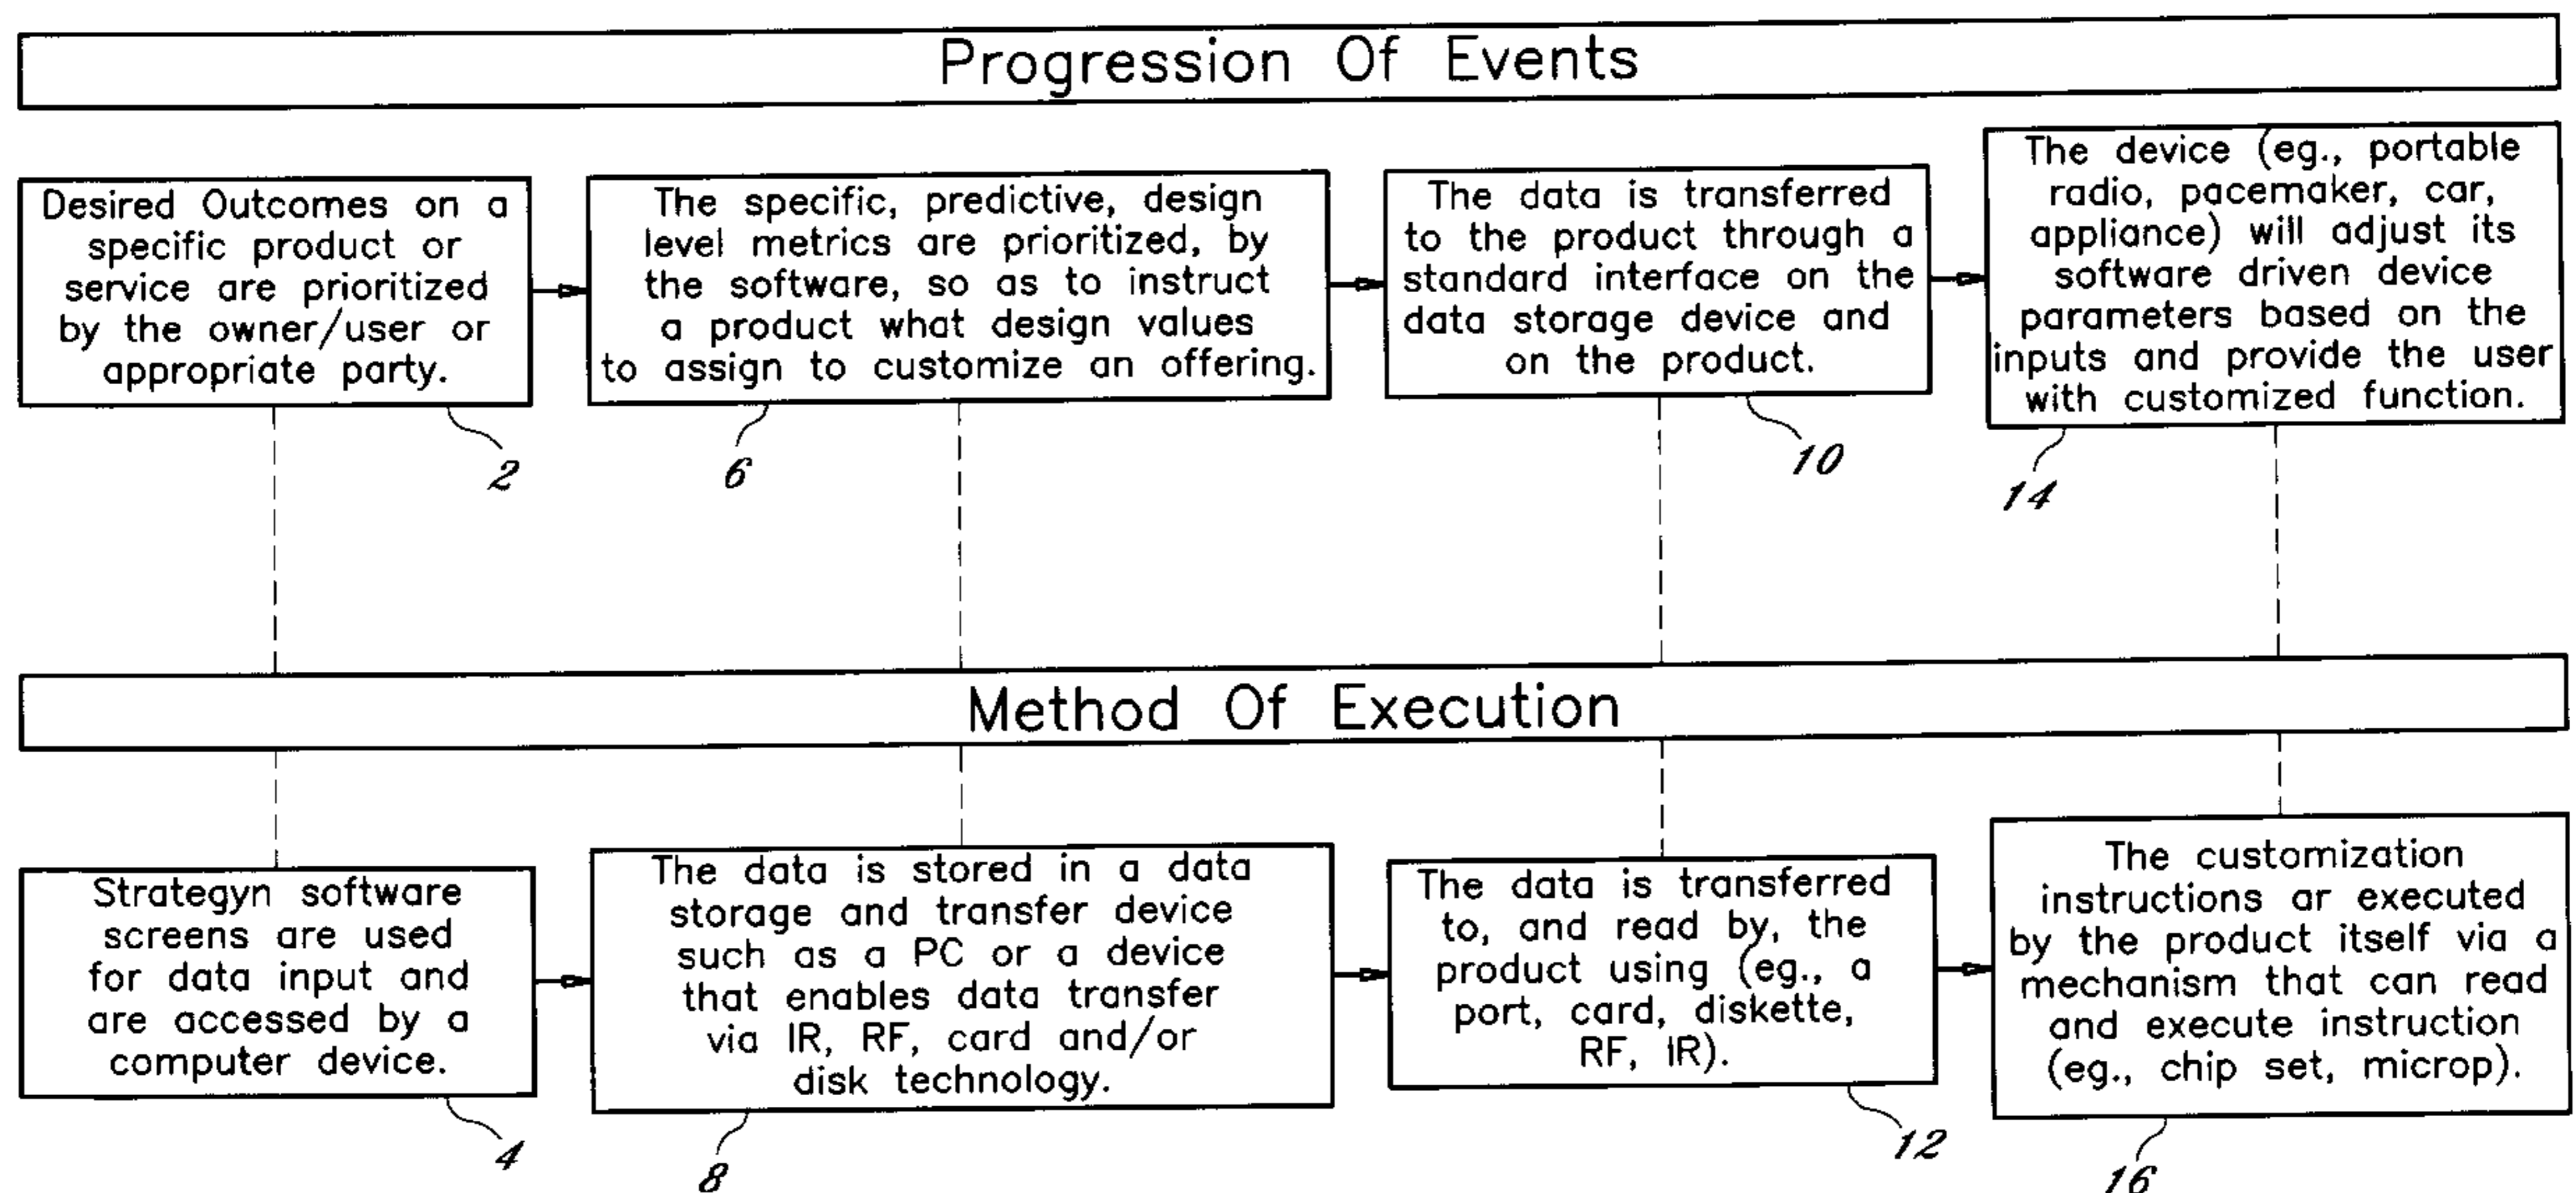 Progression Of Events
Desired Outcomes on a
specific product or
service are prioritized
by the owner/user or
appropriate party.
2
The specific, predictive, design
level metrics are prioritized, by
the software, so as to instruct
a product what design values
to assign to customize an offering.
6
The data is transferred
to the product through a
standard interface on the
data storage device and
on the product.
10
The device (eg., portable
radio, pacemaker, car,
appliance) will adjust its
software driven device
parameters based on the
inputs and provide the user
with customized function.
14
Method Of Execution
Strategyn software
screens are used
for data input and
are accessed by a
computer device.
4
The data is stored in a data
storage and transfer device
such as a PC or a device
that enables data transfer
via IR, RF, card and/or
disk technology.
8
The data is transferred
to, and read by, the
product using (eg., a
port, card, diskette,
RF, IR).
12
The customization
instructions ar executed
by the product itself via a
mechanism that can read
and execute instruction
(eg., chip set, microp).
16